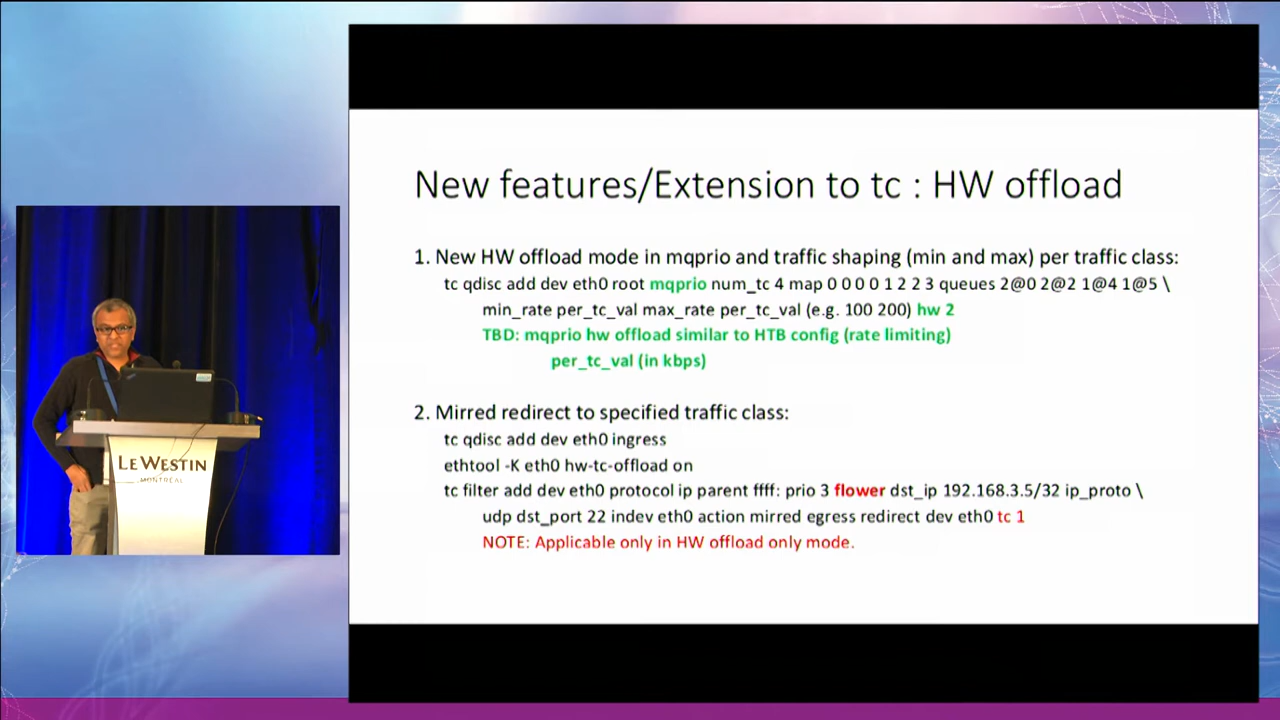 New features/Extension to tc : HW offload
1. New HW offload mode in mqprio and traffic shaping (min and max) per traffic class:
tc qdisc add dev eth0 root mqprio num_tc 4 map 0 0 0 0 1 2 2 3 queues 2@0 2@2 1@4 1@5 \
min_rate per_tc_val max_rate per_tc_val (e.g. 100 200) hw 2
TBD: mqprio hw offload similar to HTB config (rate limiting)
per_tc_val (in kbps)
2. Mirred redirect to specified traffic class:
tc qdisc add dev eth0 ingress
ethtool -K eth0 hw-tc-offload on
tc filter add dev eth0 protocol ip parent ffff: prio 3 flower dst_ip 192.168.3.5/32 ip_proto \
udp dst_port 22 indev eth0 action mirred egress redirect dev eth0 tc 1
NOTE: Applicable only in HW offload only mode.
LE WESTIN
MONTRÉAL